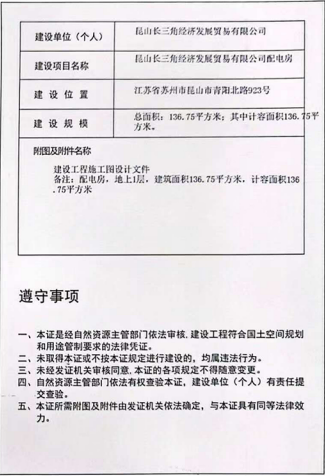 建设单位（个人） 昆山长三角经济发展贸易有限公司
建设项目名称 昆山长三角经济发展贸易有限公司配电房
建设位置 江苏省苏州市昆山市青阳北路923号
建设规模 总面积：136.75平方米；其中计容面积136.75平
方米。
附图及附件名称
建设工程施工图设计文件
备注：配电房，地上1层，建筑面积136.75平方米，计容面积136
.75平方米
遵守事项
一、本证是经自然资源主管部门依法审核，建设工程符合国土空间规划
和用途管制要求的法律凭证。
二、未取得本证或不按本证规定进行建设的，均属违法行为。
三、未经发证机关审核同意，本证的各项规定不得随意变更。
四、自然资源主管部门依法有权查验本证，建设单位（个人）有责任提
交查验。
五、本证所需附图及附件由发证机关依法确定，与本证具有同等法律效
力。